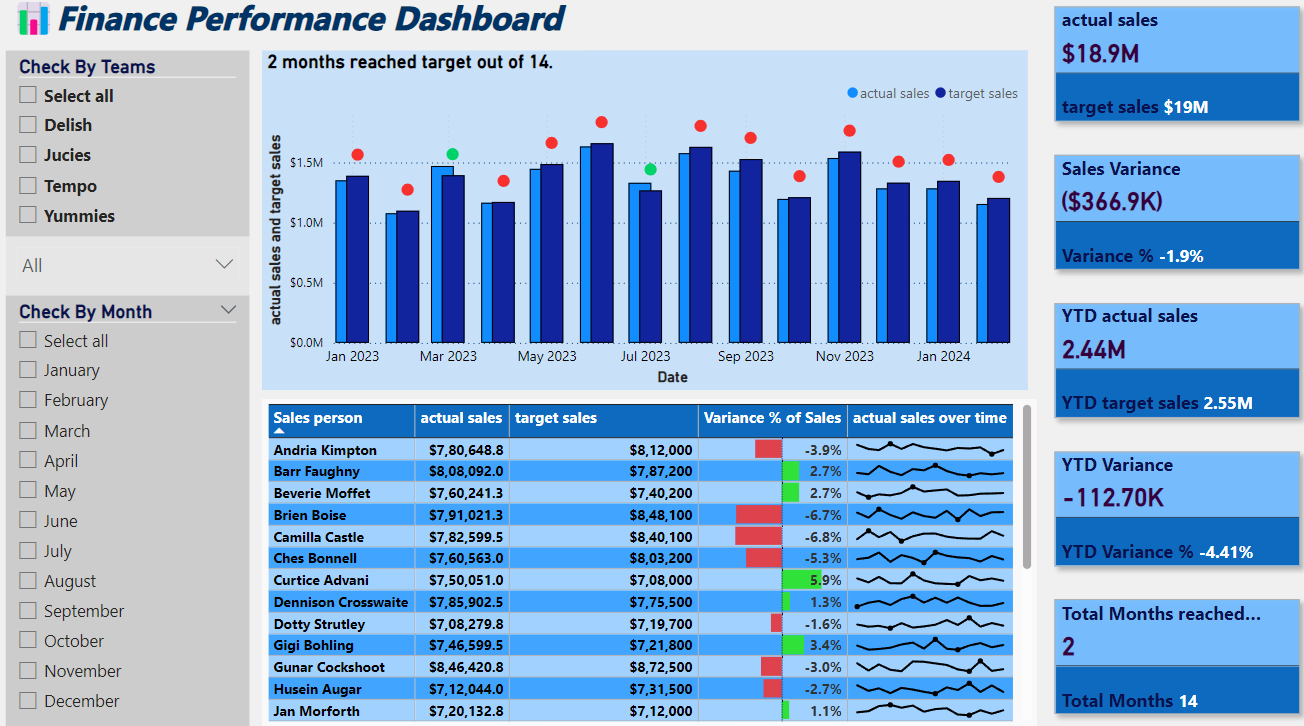 Finance Performance Dashboard
Check By Teams
Select all
Delish
Jucies
Tempo
Yummies
All
Check By Month
Select all
January
February
March
April
May
June
July
August
September
October
November
December
2 months reached target out of 14.
actual sales target sales
actual sales and target sales
$1.5M
$1.0M
$0.5M
$0.0M
Jan 2023 Mar 2023 May 2023 Jul 2023 Sep 2023 Nov 2023 Jan 2024
Date
Sales person actual sales target sales Variance % of Sales actual sales over time
Andria Kimpton $7,80,648.8 $8,12,000 -3.9%
Barr Faughny $8,08,092.0 $7,87,200 2.7%
Beverie Moffet $7,60,241.3 $7,40,200 2.7%
Brien Boise $7,91,021.3 $8,48,100 -6.7%
Camilla Castle $7,82,599.5 $8,40,100 -6.8%
Ches Bonnell $7,60,563.0 $8,03,200 -5.3%
Curtice Advani $7,50,051.0 $7,08,000 5.9%
Dennison Crosswaite $7,85,902.5 $7,75,500 1.3%
Dotty Strutley $7,08,279.8 $7,19,700 -1.6%
Gigi Bohling $7,46,599.5 $7,21,800 3.4%
Gunar Cockshoot $8,46,420.8 $8,72,500 -3.0%
Husein Augar $7,12,044.0 $7,31,500 -2.7%
Jan Morforth $7,20,132.8 $7,12,000 1.1%
actual sales
$18.9M
target sales $19M
Sales Variance
($366.9K)
Variance % -1.9%
YTD actual sales
2.44M
YTD target sales 2.55M
YTD Variance
-112.70K
YTD Variance % -4.41%
Total Months reached...
2
Total Months 14